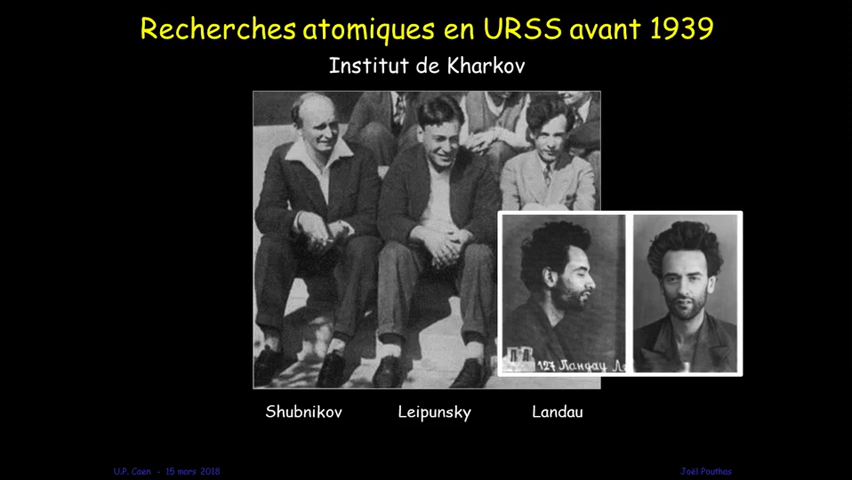 Recherches atomiques en URSS avant 1939
Institut de Kharkov
127 Ландау Ле
Shubnikov Leipunsky Landau
U.P. Caen - 15 mars 2018 Joël Pouthas